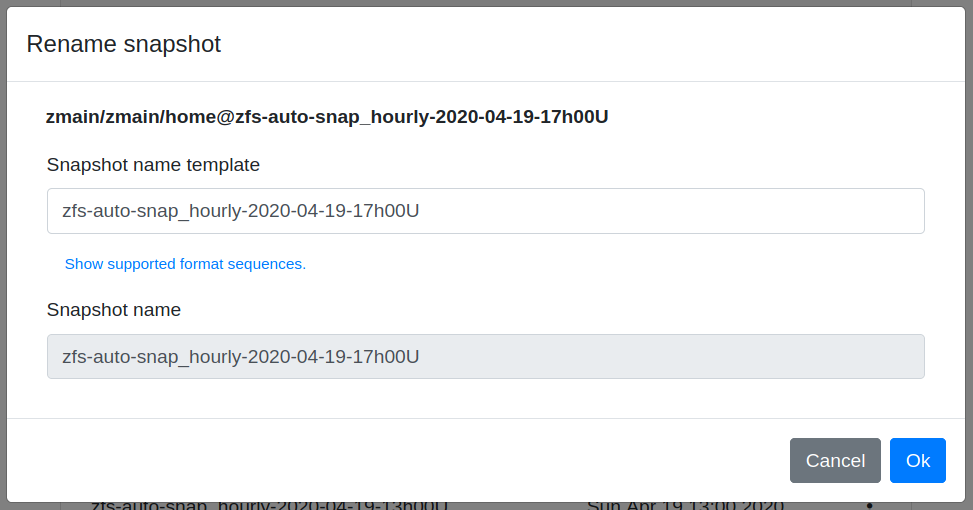 Rename snapshot
zmain/zmain/home@zfs-auto-snap_hourly-2020-04-19-17h00U
Snapshot name template
zfs-auto-snap_hourly-2020-04-19-17h00U
Show supported format sequences.
Snapshot name
zfs-auto-snap_hourly-2020-04-19-17h00U
Cancel Ok
zfs-auto-snap_hourly-2020-04-19-13h00U Sun Apr 19 13:00 2020